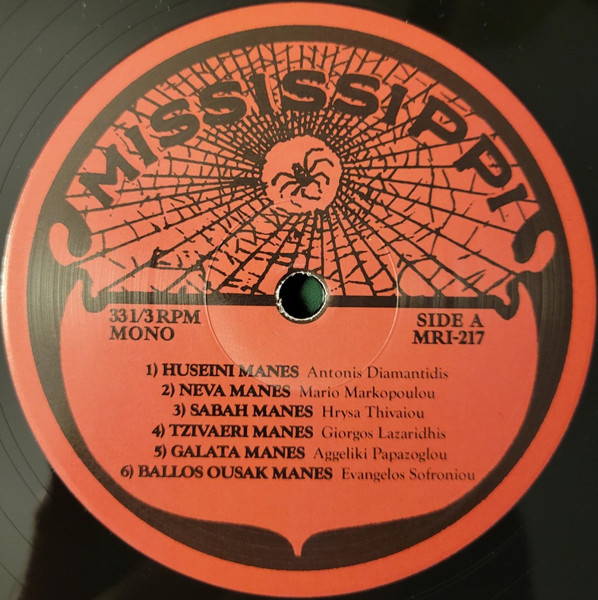 MISSISSIPPI
33 1/3 RPM
MONO
SIDE A
MRI-217
1) HUSEINI MANES Antonis Diamantidis
2) NEVA MANES Mario Markopoulou
3) SABAH MANES Hrysa Thivaiou
4) TZIVAERI MANES Giorgos Lazaridhis
5) GALATA MANES Aggeliki Papazoglou
6) BALLOS OUSAK MANES Evangelos Sofroniou